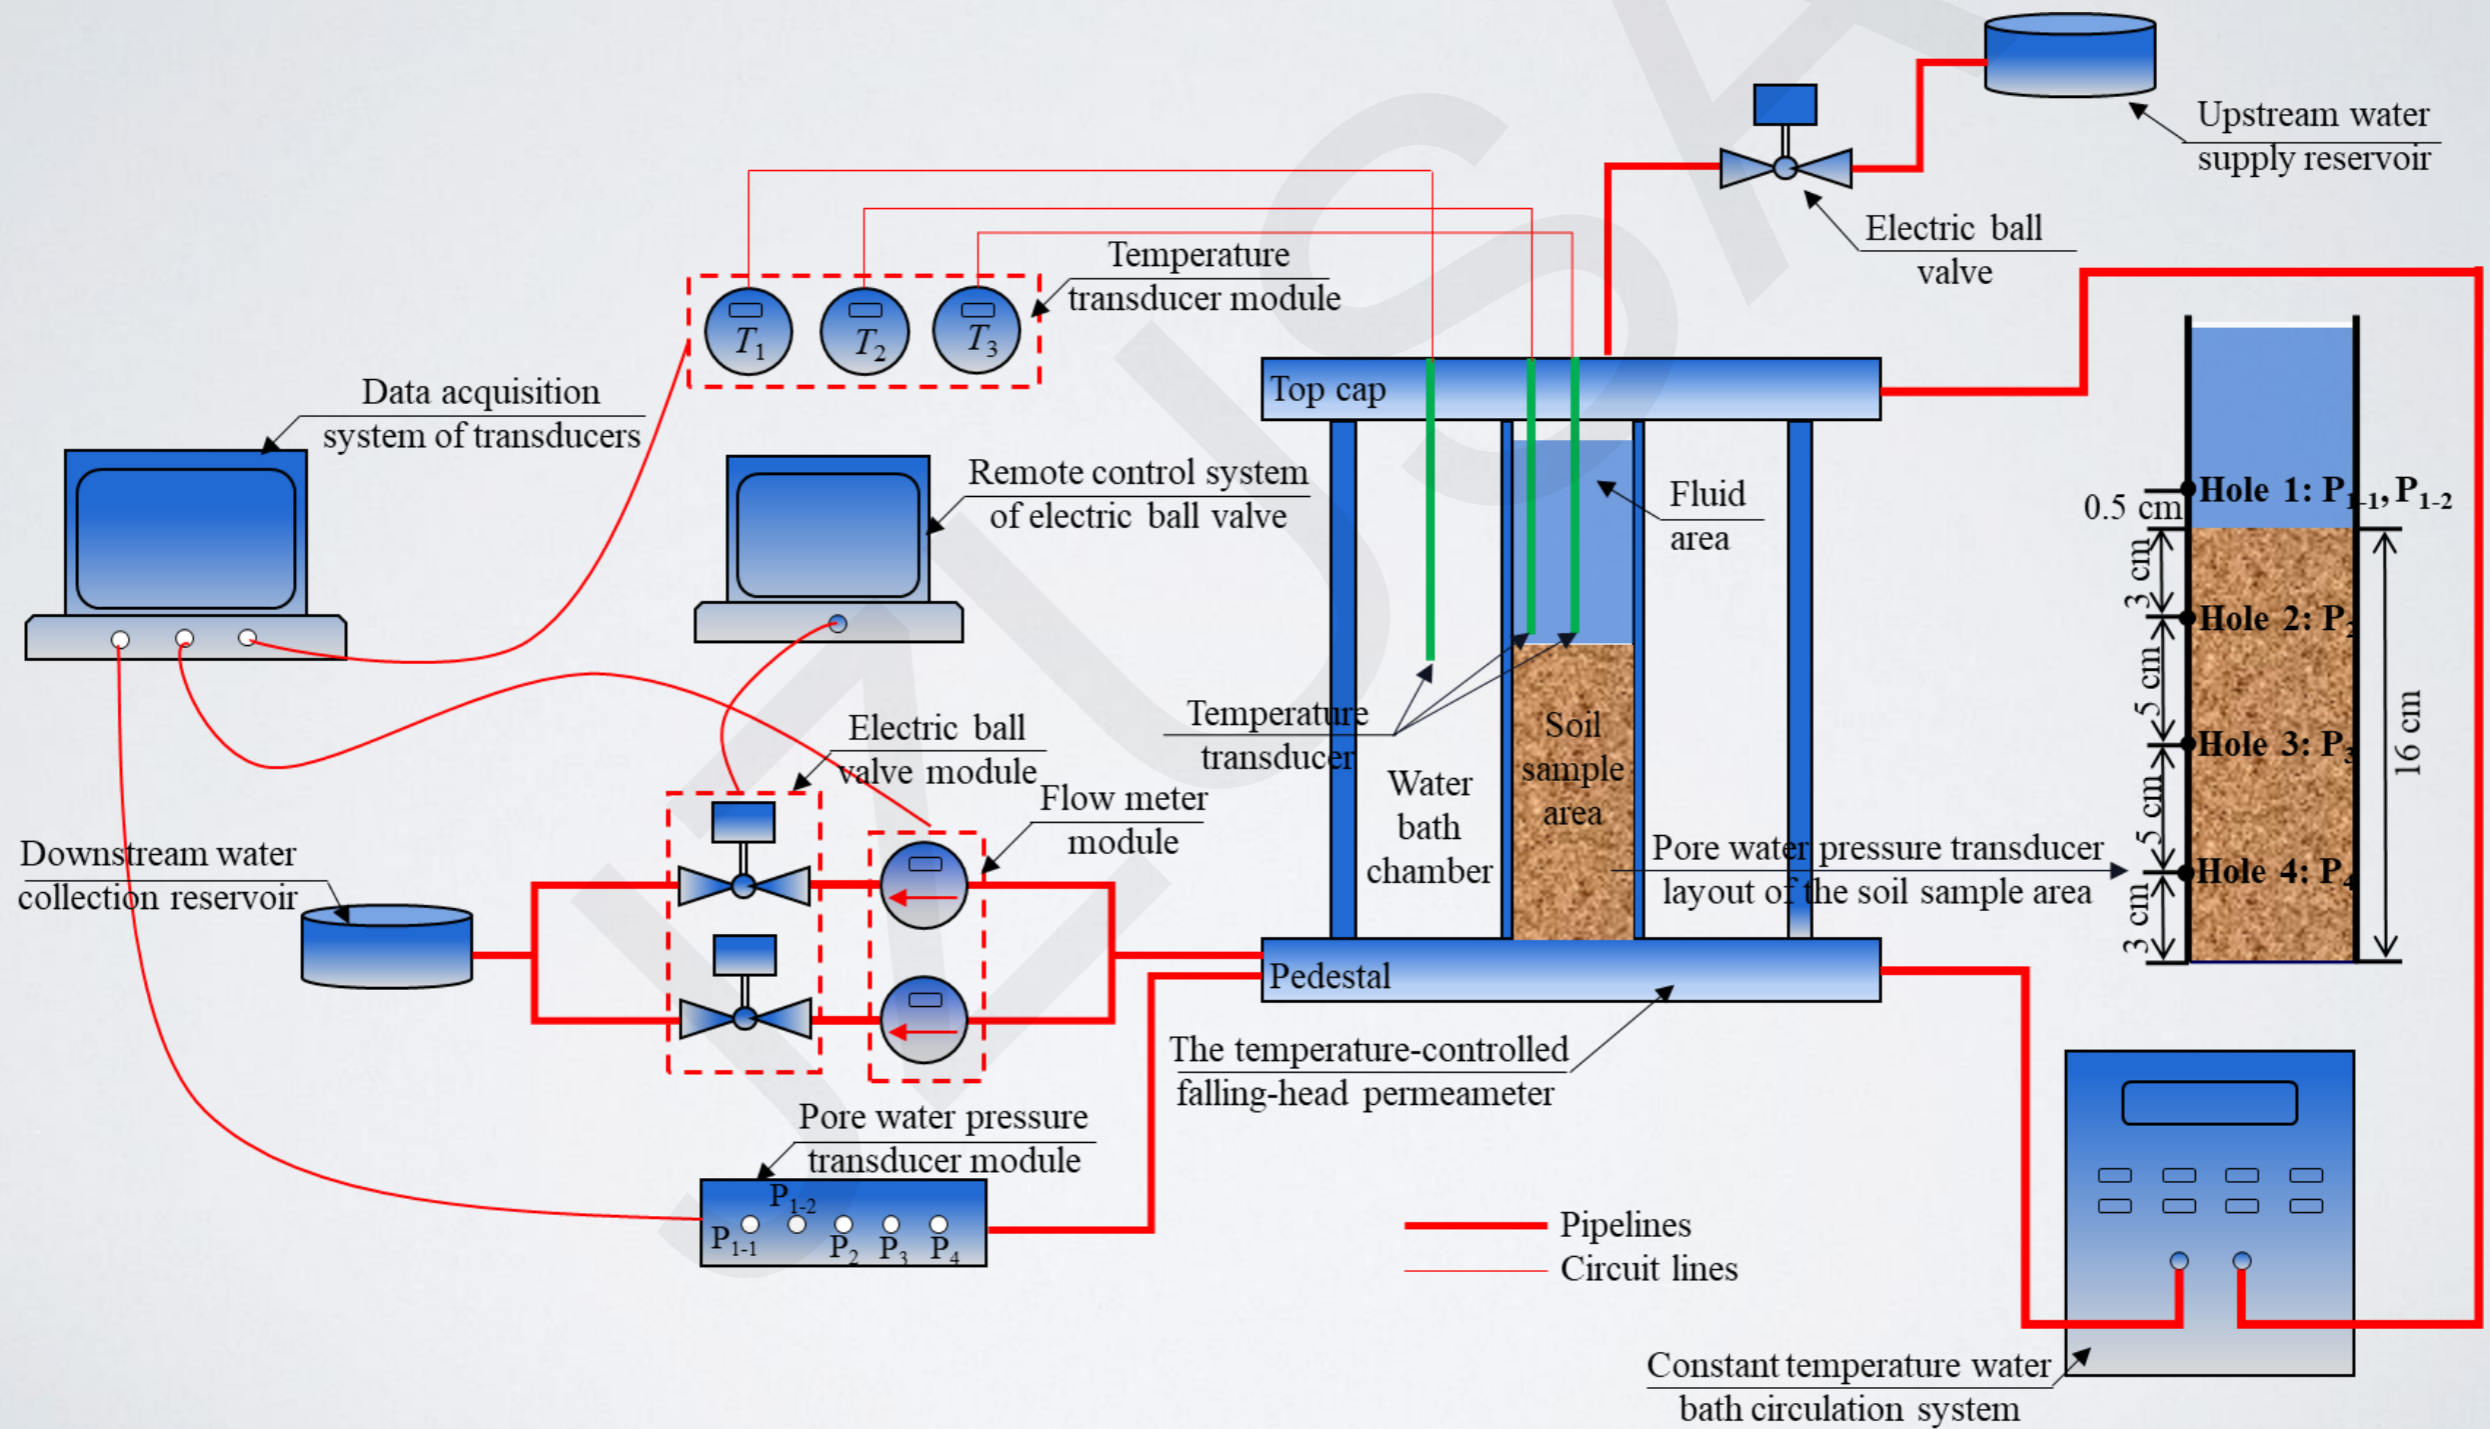 Upstream water
supply reservoir
Electric ball
valve
Temperature
transducer module
T1
T2
T3
Top cap
Data acquisition
system of transducers
Remote control system
of electric ball valve
Fluid
area
0.5 cm
Hole 1: P1-1, P1-2
3 cm
Hole 2: P2
5 cm
Hole 3: P3
5 cm
Hole 4: P4
3 cm
16 cm
Temperature
transducer
Soil
sample
area
Water
bath
chamber
Electric ball
valve module
Flow meter
module
Pore water pressure transducer
layout of the soil sample area
Downstream water
collection reservoir
Pedestal
The temperature-controlled
falling-head permeameter
Pore water pressure
transducer module
P1-1
P1-2
P2
P3
P4
Pipelines
Circuit lines
Constant temperature water
bath circulation system
JZUSA